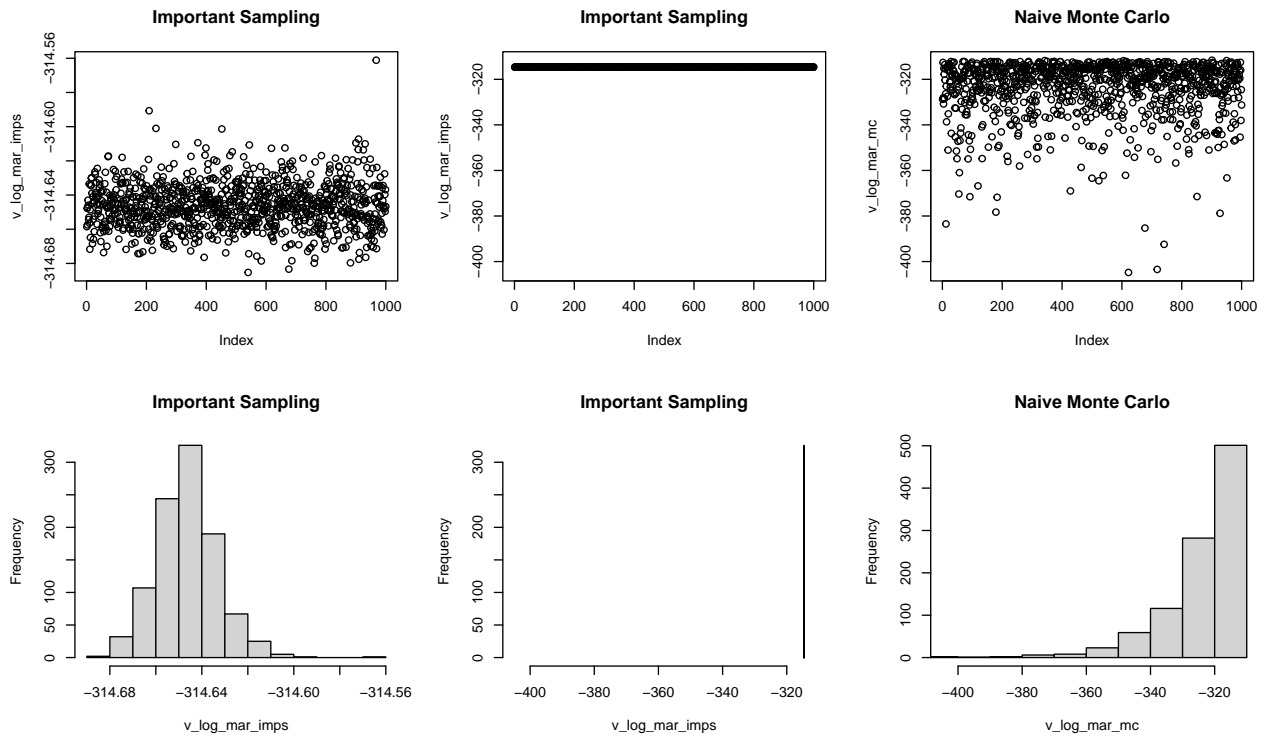 Important Sampling
v_log_mar_imps
−314.56
−314.60
−314.64
−314.68
0 200 400 600 800 1000
Index
Important Sampling
v_log_mar_imps
−320
−340
−360
−380
−400
0 200 400 600 800 1000
Index
Naive Monte Carlo
v_log_mar_mc
−320
−340
−360
−380
−400
0 200 400 600 800 1000
Index
Important Sampling
Frequency
300
200
100
50
0
−314.68 −314.64 −314.60 −314.56
v_log_mar_imps
Important Sampling
Frequency
300
200
100
50
0
−400 −380 −360 −340 −320
v_log_mar_imps
Naive Monte Carlo
Frequency
500
400
300
200
100
0
−400 −380 −360 −340 −320
v_log_mar_mc